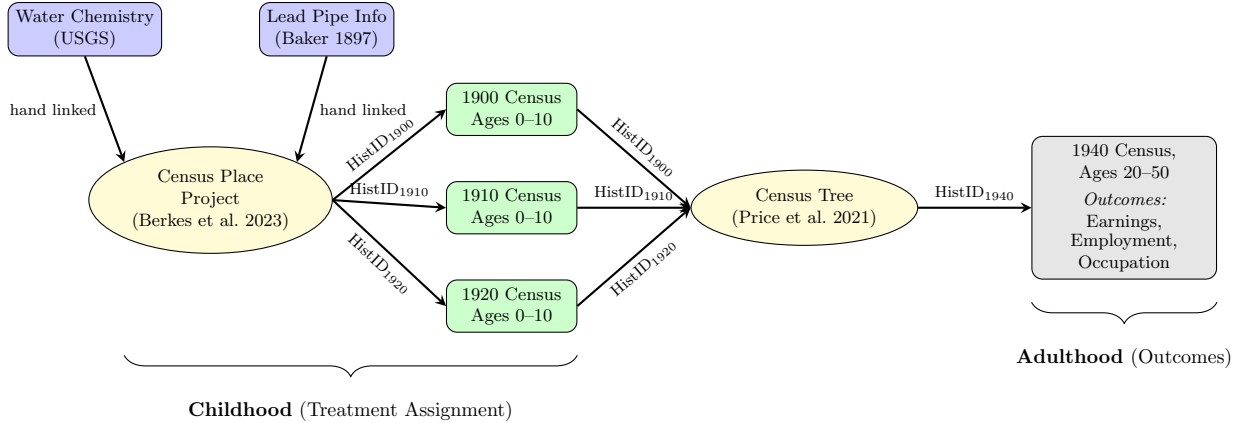 Water Chemistry
(USGS)
Lead Pipe Info
(Baker 1897)
hand linked
hand linked
Census Place
Project
(Berkes et al. 2023)
HistID1900
HistID1910
HistID1920
1900 Census
Ages 0–10
1910 Census
Ages 0–10
1920 Census
Ages 0–10
HistID1900
HistID1910
HistID1920
Census Tree
(Price et al. 2021)
HistID1940
1940 Census,
Ages 20–50
Outcomes:
Earnings,
Employment,
Occupation
Adulthood (Outcomes)
Childhood (Treatment Assignment)